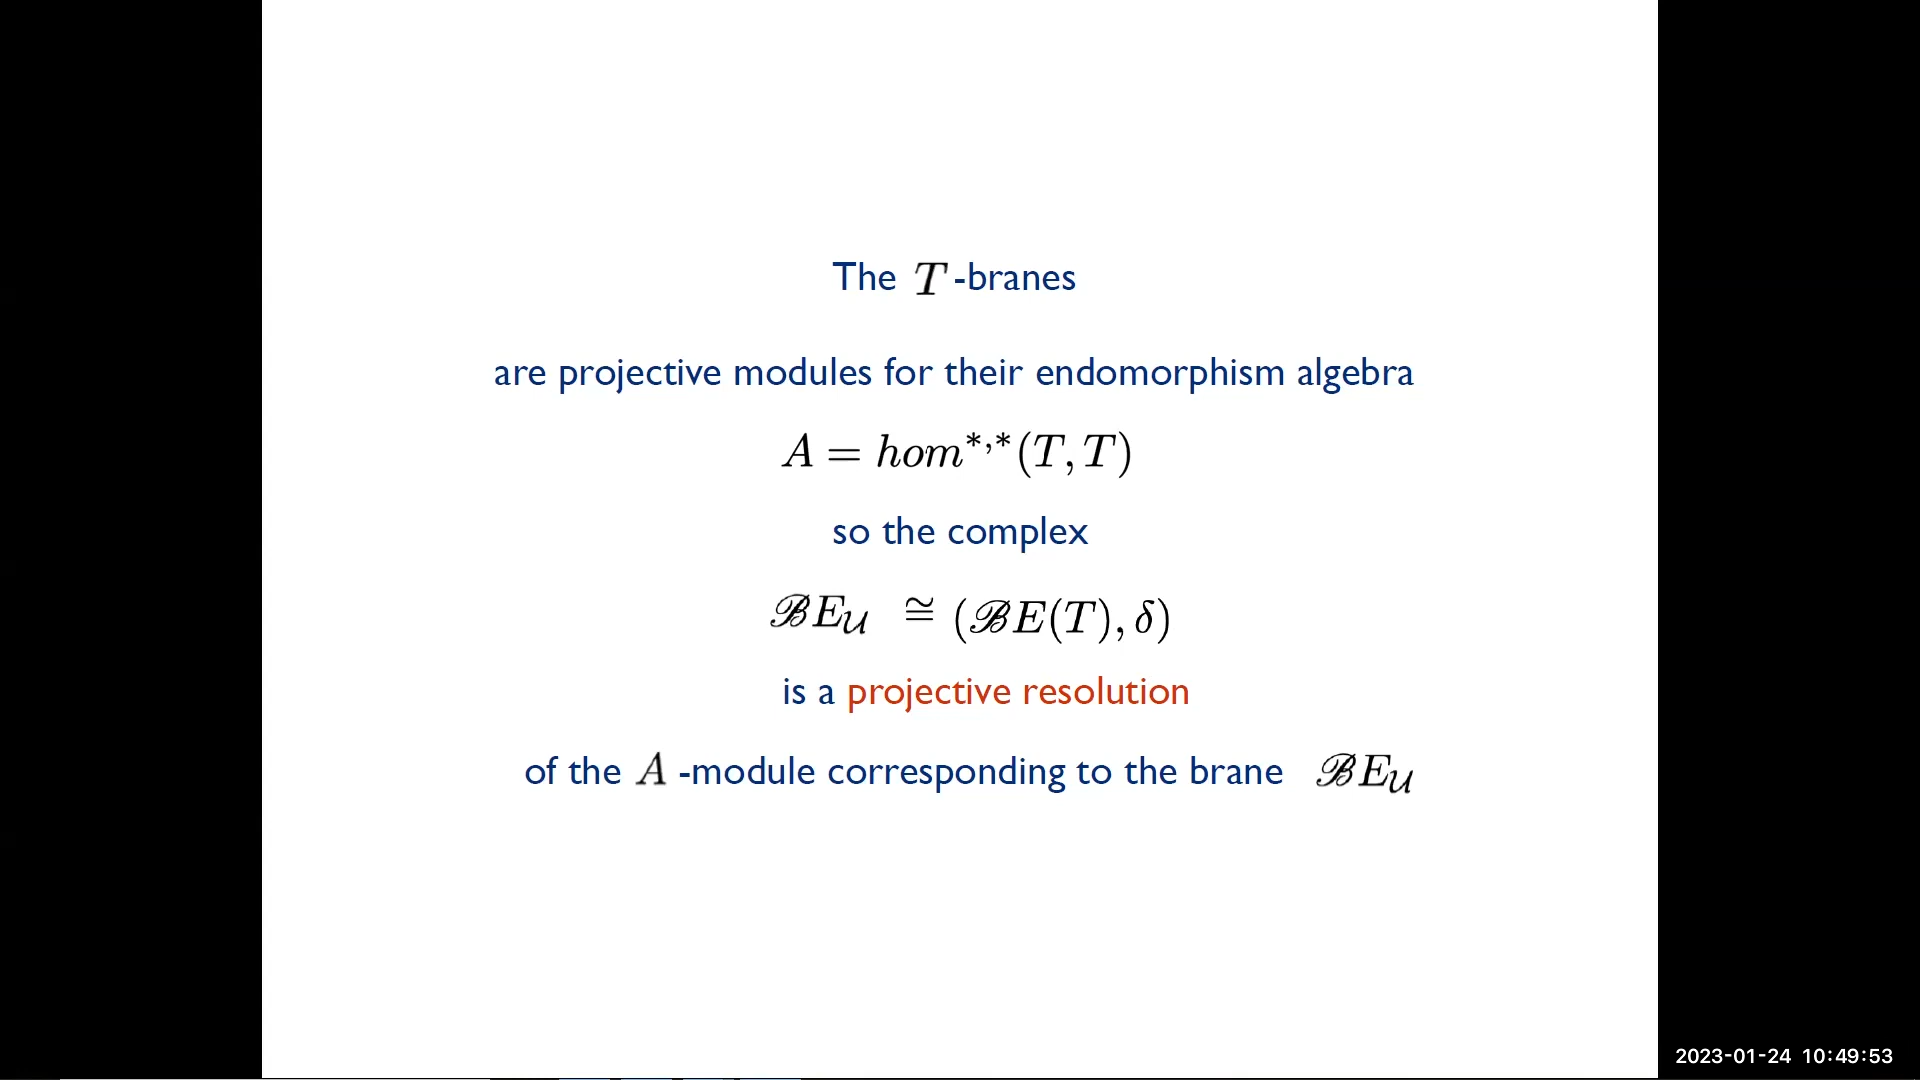 The T-branes
are projective modules for their endomorphism algebra
A = hom^{*,*}(T, T)
so the complex
ℬE_𝒰 ≅ (ℬE(T), δ)
is a projective resolution
of the A-module corresponding to the brane ℬE_𝒰
2023-01-24 10:49:53